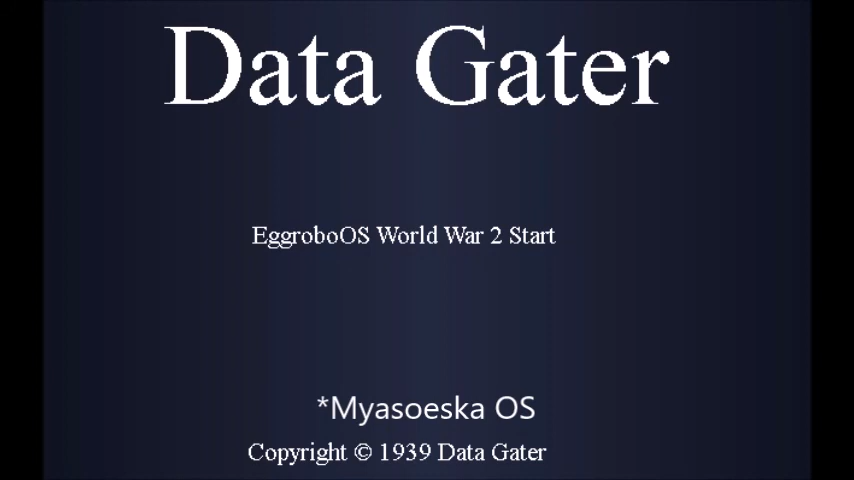 Data Gater
EggroboOS World War 2 Start
*Myasoeska OS
Copyright © 1939 Data Gater